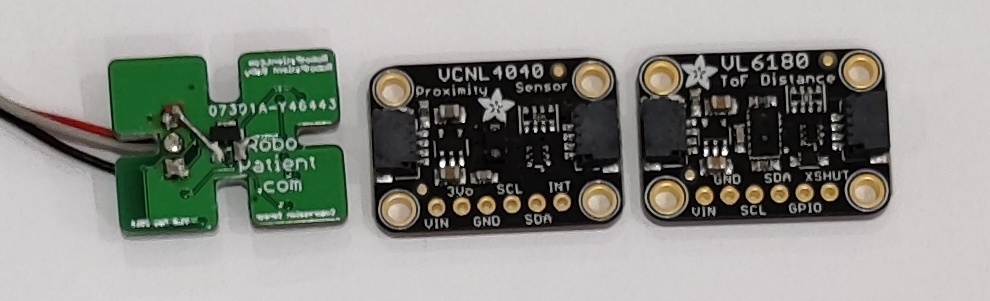 07301A-Y46443
Robo
Patient
.com
VCNL4040
Proximity Sensor
3Vo SCL INT
VIN GND SDA
VL6180
ToF Distance
GND SDA XSHUT
VIN SCL GPIO